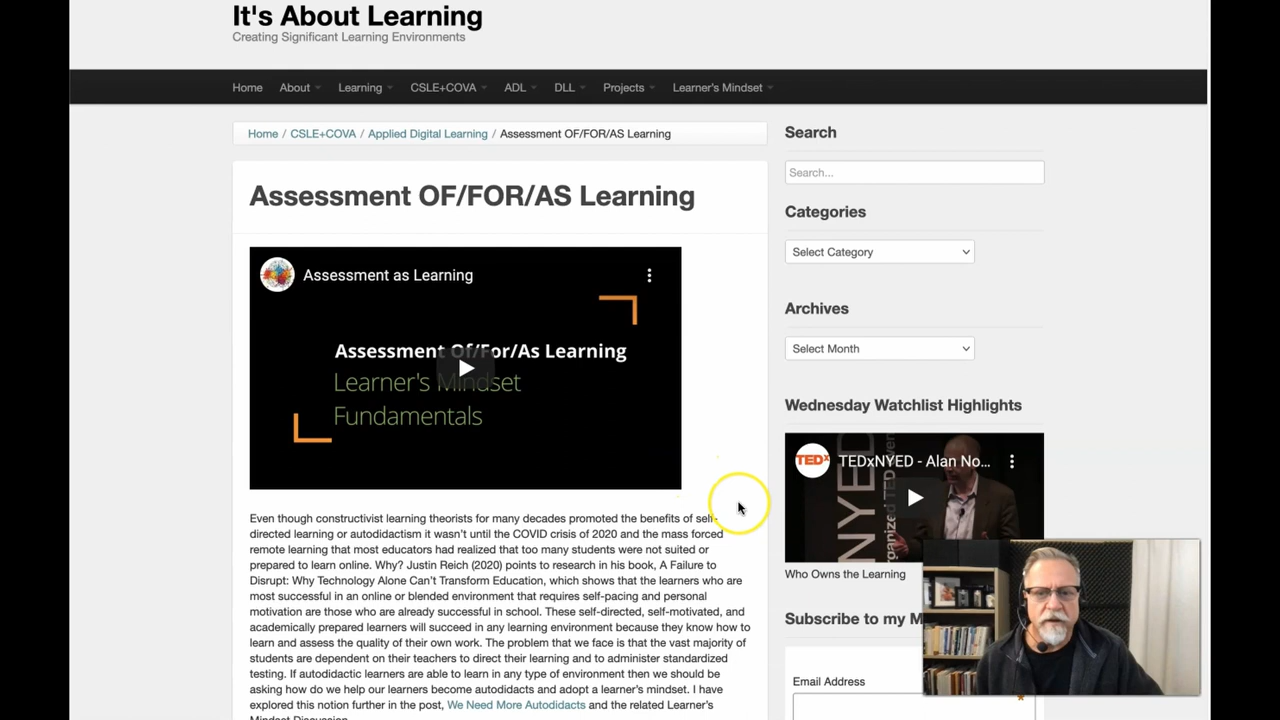 It's About Learning
Creating Significant Learning Environments
Home About Learning CSLE+COVA ADL DLL Projects Learner's Mindset
Home / CSLE+COVA / Applied Digital Learning / Assessment OF/FOR/AS Learning
Assessment OF/FOR/AS Learning
Assessment as Learning
Assessment Of/For/As Learning
Learner's Mindset
Fundamentals
Even though constructivist learning theorists for many decades promoted the benefits of self-
directed learning or autodidactism it wasn't until the COVID crisis of 2020 and the mass forced
remote learning that most educators had realized that too many students were not suited or
prepared to learn online. Why? Justin Reich (2020) points to research in his book, A Failure to
Disrupt: Why Technology Alone Can't Transform Education, which shows that the learners who are
most successful in an online or blended environment that requires self-pacing and personal
motivation are those who are already successful in school. These self-directed, self-motivated, and
academically prepared learners will succeed in any learning environment because they know how to
learn and assess the quality of their own work. The problem that we face is that the vast majority of
students are dependent on their teachers to direct their learning and to administer standardized
testing. If autodidactic learners are able to learn in any type of environment then we should be
asking how do we help our learners become autodidacts and adopt a learner's mindset. I have
explored this notion further in the post, We Need More Autodidacts and the related Learner's
Mindset Discussion
Search
Search...
Categories
Select Category
Archives
Select Month
Wednesday Watchlist Highlights
TEDx
TEDxNYED - Alan No...
NYED
Who Owns the Learning
Subscribe to my M
Email Address
*